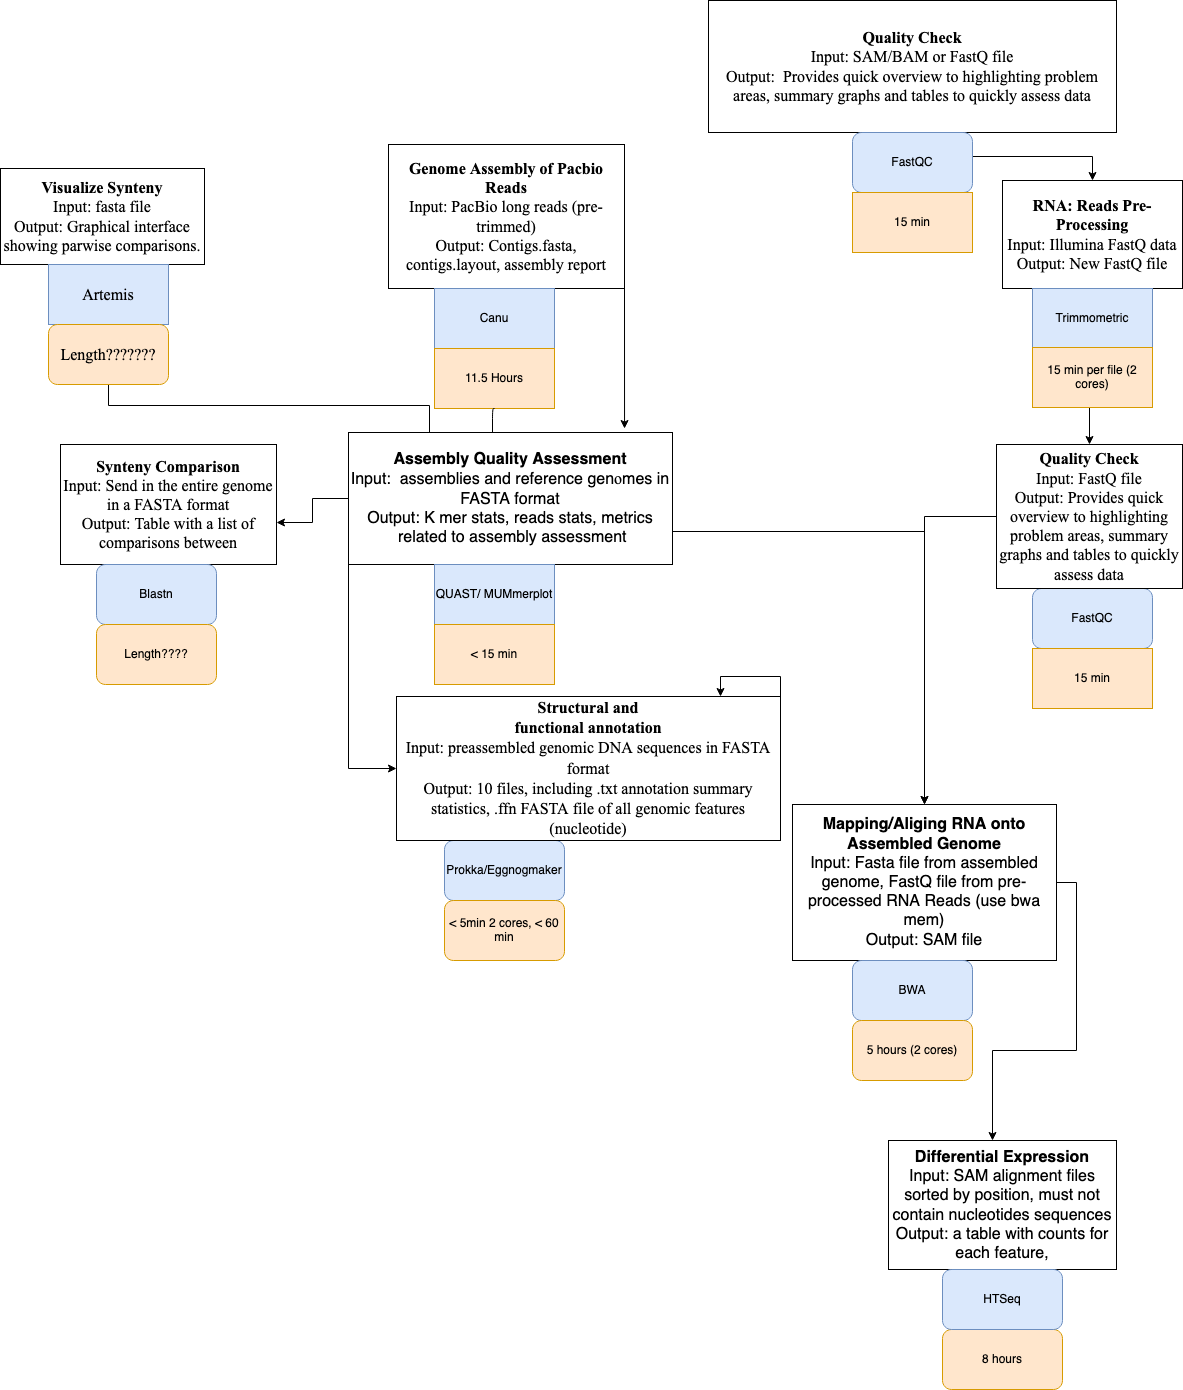 Quality Check
Input: SAM/BAM or FastQ file
Output:  Provides quick overview to highlighting problem
areas, summary graphs and tables to quickly assess data
FastQC
15 min
Genome Assembly of Pacbio
Reads
Input: PacBio long reads (pre-
trimmed)
Output: Contigs.fasta,
contigs.layout, assembly report
Canu
11.5 Hours
Visualize Synteny
Input: fasta file
Output: Graphical interface
showing parwise comparisons.
Artemis
Length???????
RNA: Reads Pre-
Processing
Input: Illumina FastQ data
Output: New FastQ file
Trimmometric
15 min per file (2
cores)
Synteny Comparison
Input: Send in the entire genome
in a FASTA format
Output: Table with a list of
comparisons between
Blastn
Length????
Assembly Quality Assessment
Input:  assemblies and reference genomes in
FASTA format
Output: K mer stats, reads stats, metrics
related to assembly assessment
QUAST/ MUMmerplot
< 15 min
Quality Check
Input: FastQ file
Output: Provides quick
overview to highlighting
problem areas, summary
graphs and tables to quickly
assess data
FastQC
15 min
Structural and
functional annotation
Input: preassembled genomic DNA sequences in FASTA
format
Output: 10 files, including .txt annotation summary
statistics, .ffn FASTA file of all genomic features
(nucleotide)
Prokka/Eggnogmaker
< 5min 2 cores, < 60
min
Mapping/Aliging RNA onto
Assembled Genome
Input: Fasta file from assembled
genome, FastQ file from pre-
processed RNA Reads (use bwa
mem)
Output: SAM file
BWA
5 hours (2 cores)
Differential Expression
Input: SAM alignment files
sorted by position, must not
contain nucleotides sequences
Output: a table with counts for
each feature,
HTSeq
8 hours